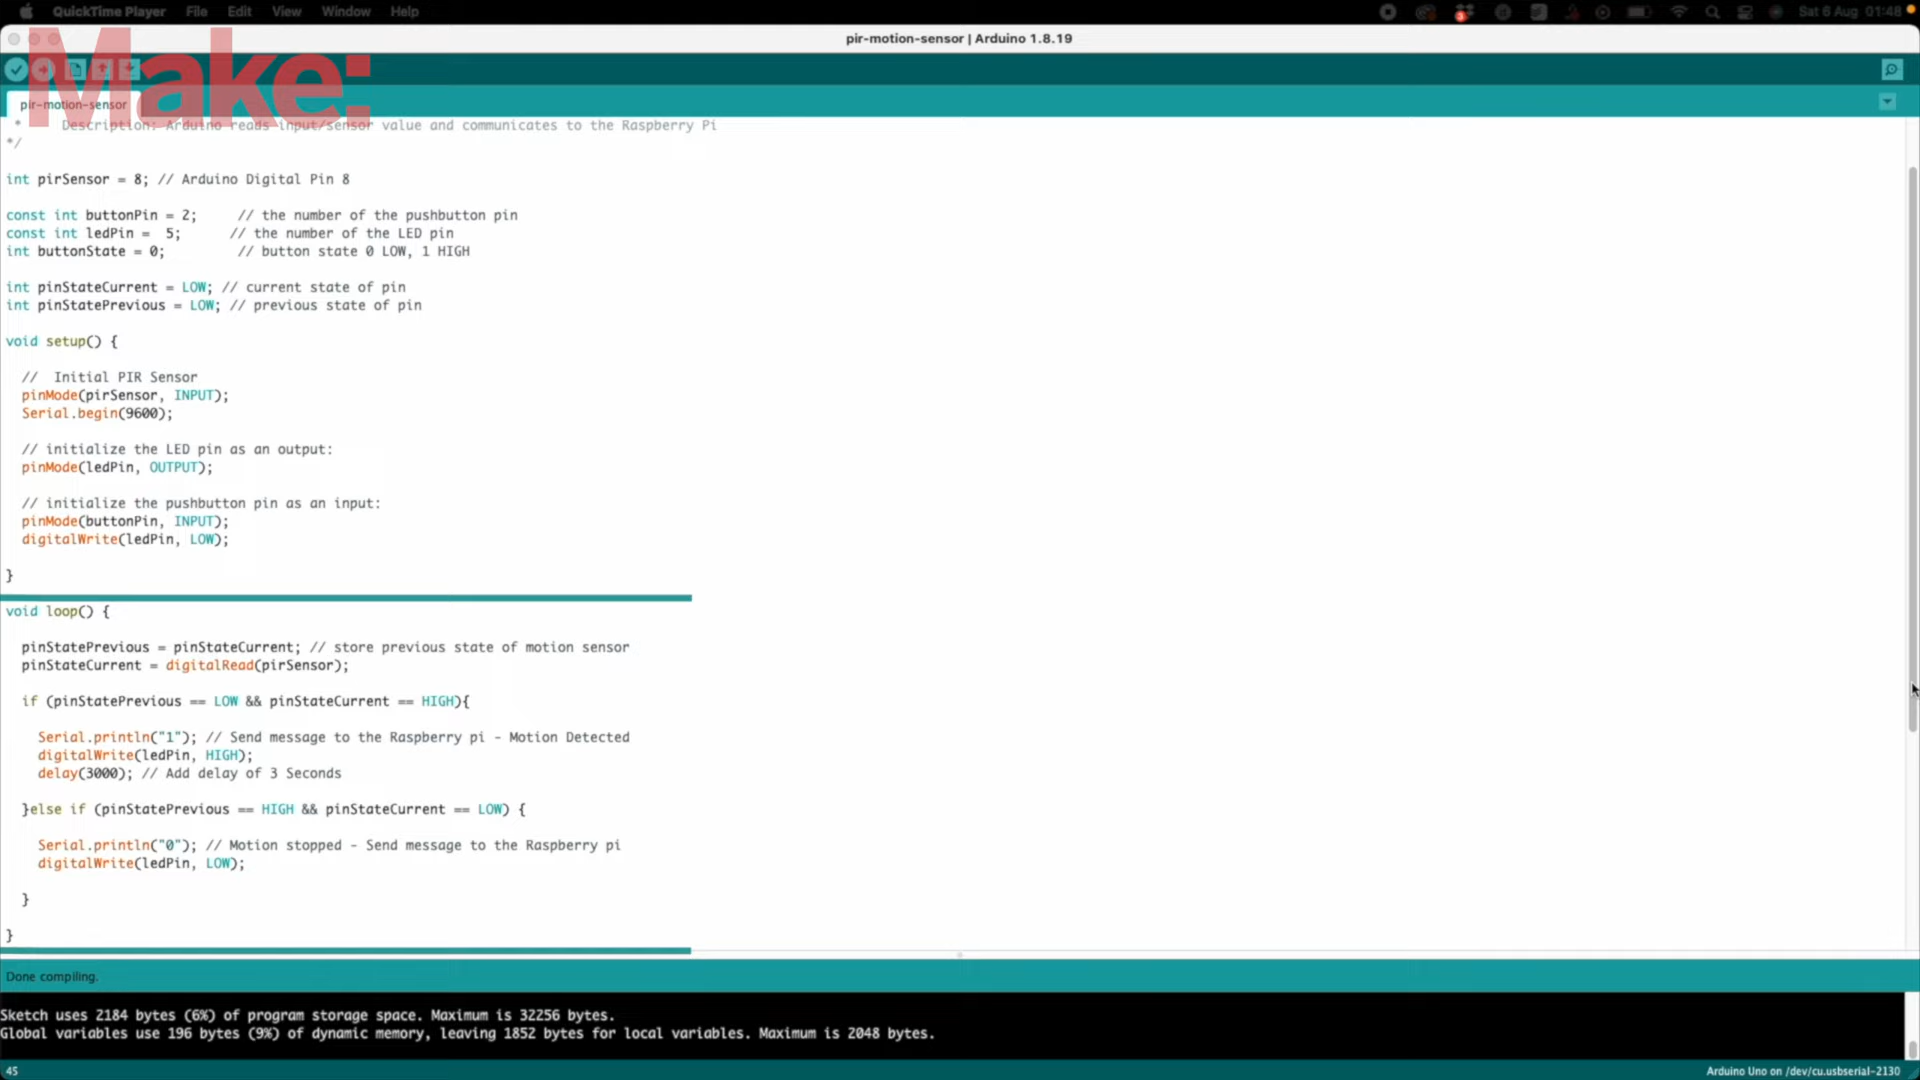 QuickTime Player File Edit View Window Help
3
Sat 6 Aug 01:48
pir-motion-sensor | Arduino 1.8.19
Make:
pir-motion-sensor
* Description: Arduino reads input/sensor value and communicates to the Raspberry Pi
*/
int pirSensor = 8; // Arduino Digital Pin 8
const int buttonPin = 2; // the number of the pushbutton pin
const int ledPin = 5; // the number of the LED pin
int buttonState = 0; // button state 0 LOW, 1 HIGH
int pinStateCurrent = LOW; // current state of pin
int pinStatePrevious = LOW; // previous state of pin
void setup() {
// Initial PIR Sensor
pinMode(pirSensor, INPUT);
Serial.begin(9600);
// initialize the LED pin as an output:
pinMode(ledPin, OUTPUT);
// initialize the pushbutton pin as an input:
pinMode(buttonPin, INPUT);
digitalWrite(ledPin, LOW);
}
void loop() {
pinStatePrevious = pinStateCurrent; // store previous state of motion sensor
pinStateCurrent = digitalRead(pirSensor);
if (pinStatePrevious == LOW && pinStateCurrent == HIGH){
Serial.println("1"); // Send message to the Raspberry pi - Motion Detected
digitalWrite(ledPin, HIGH);
delay(3000); // Add delay of 3 Seconds
}else if (pinStatePrevious == HIGH && pinStateCurrent == LOW) {
Serial.println("0"); // Motion stopped - Send message to the Raspberry pi
digitalWrite(ledPin, LOW);
}
}
Done compiling.
Sketch uses 2184 bytes (6%) of program storage space. Maximum is 32256 bytes.
Global variables use 196 bytes (9%) of dynamic memory, leaving 1852 bytes for local variables. Maximum is 2048 bytes.
45
Arduino Uno on /dev/cu.usbserial-2130